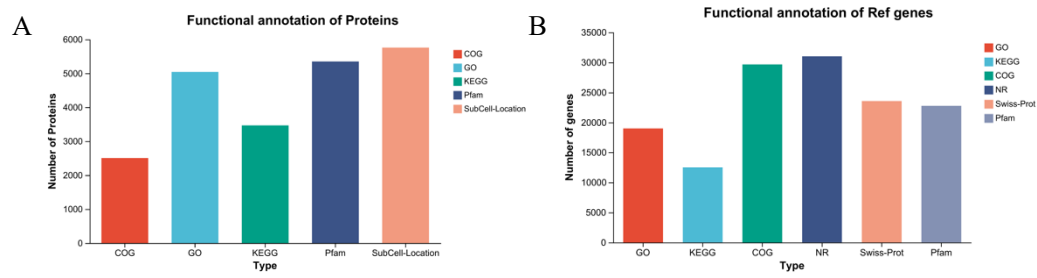 A
Functional annotation of Proteins
Number of Proteins
6000
5000
4000
3000
2000
1000
0
COG
GO
KEGG
Pfam
SubCell-Location
Type
COG
GO
KEGG
Pfam
SubCell-Location
B
Functional annotation of Ref genes
Number of genes
35000
30000
25000
20000
15000
10000
5000
0
GO
KEGG
COG
NR
Swiss-Prot
Pfam
Type
GO
KEGG
COG
NR
Swiss-Prot
Pfam